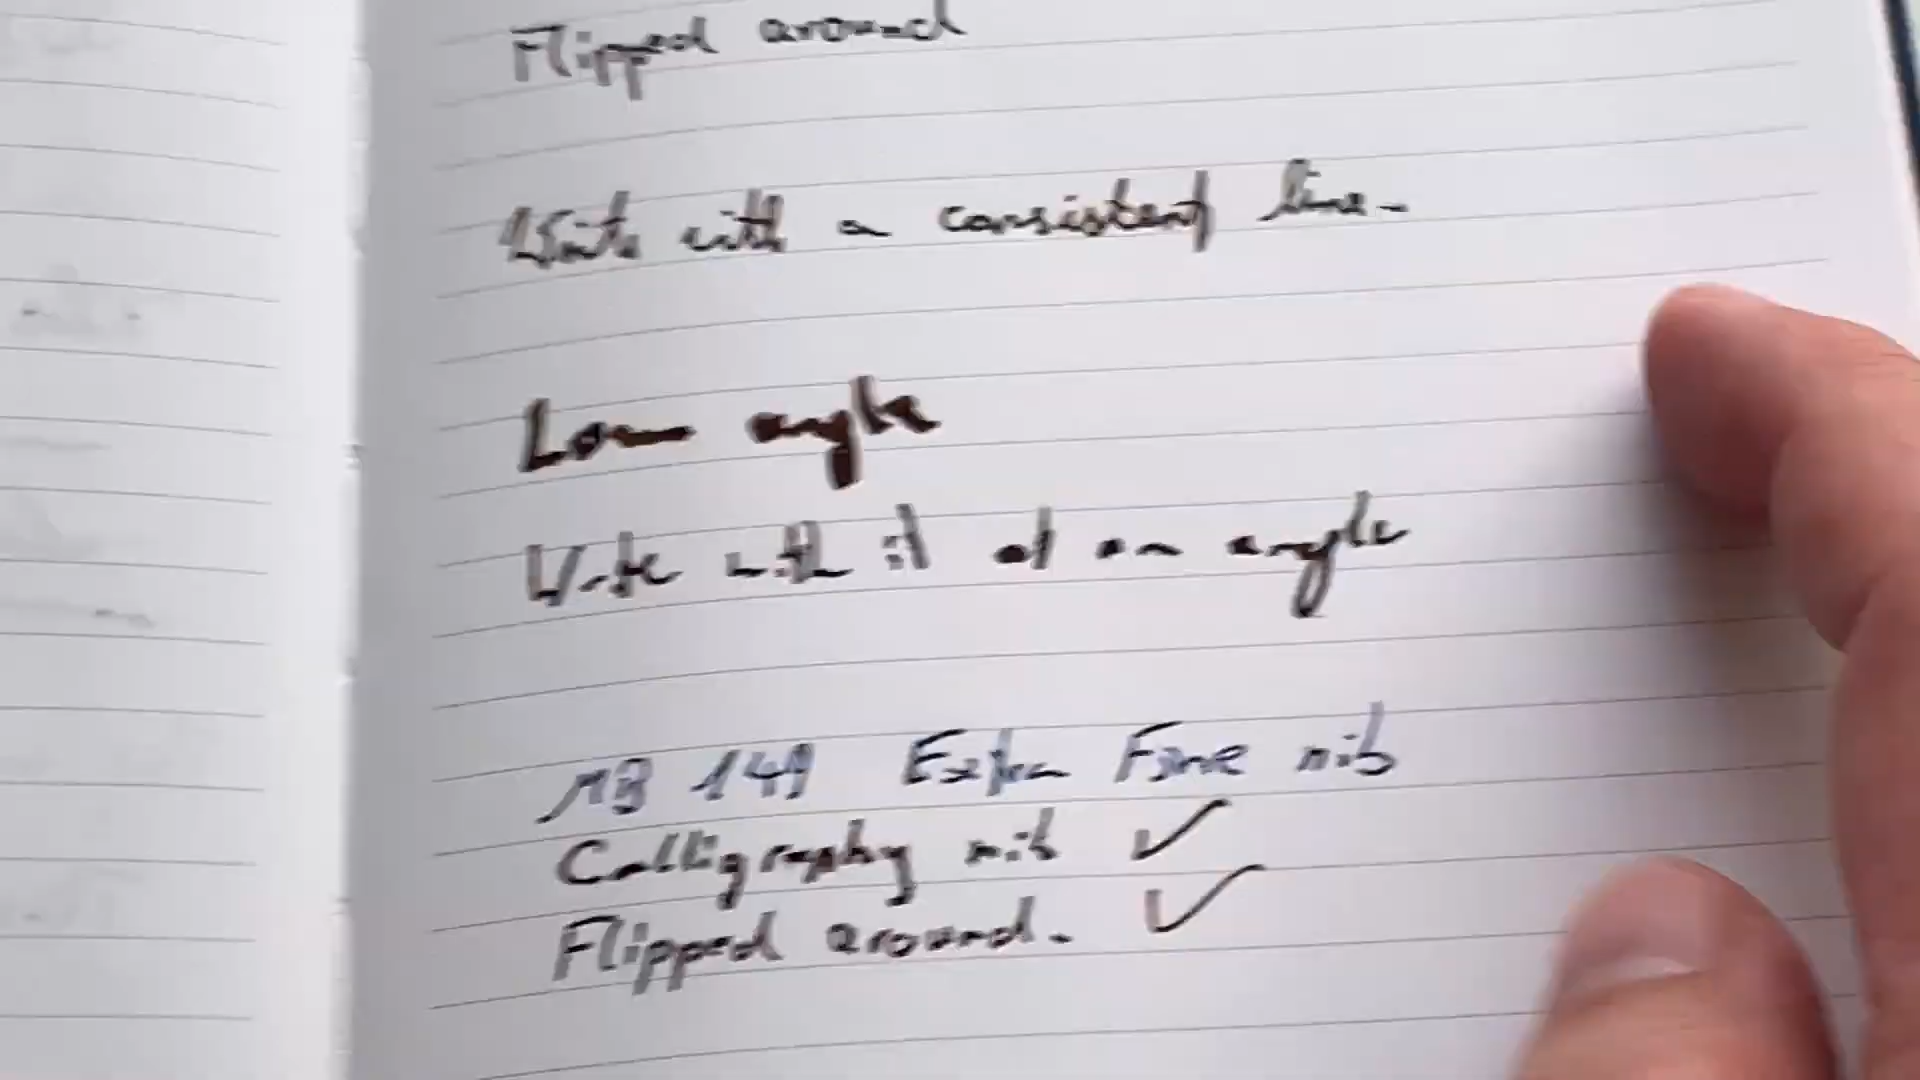 Flipped around
Write with a consistent line.
Low angle
Write with it at an angle
MB 149 Extra Fine nib
Calligraphy nib ✓
Flipped around. ✓